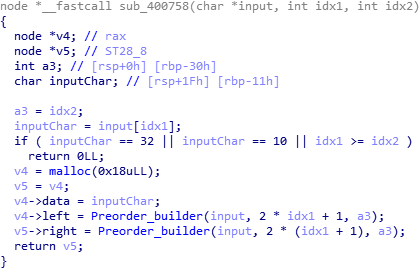 node *__fastcall sub_400758(char *input, int idx1, int idx2)
{
  node *v4; // rax
  node *v5; // ST28_8
  int a3; // [rsp+0h] [rbp-30h]
  char inputChar; // [rsp+1Fh] [rbp-11h]

  a3 = idx2;
  inputChar = input[idx1];
  if ( inputChar == 32 || inputChar == 10 || idx1 >= idx2 )
    return 0LL;
  v4 = malloc(0x18uLL);
  v5 = v4;
  v4->data = inputChar;
  v4->left = Preorder_builder(input, 2 * idx1 + 1, a3);
  v5->right = Preorder_builder(input, 2 * (idx1 + 1), a3);
  return v5;
}